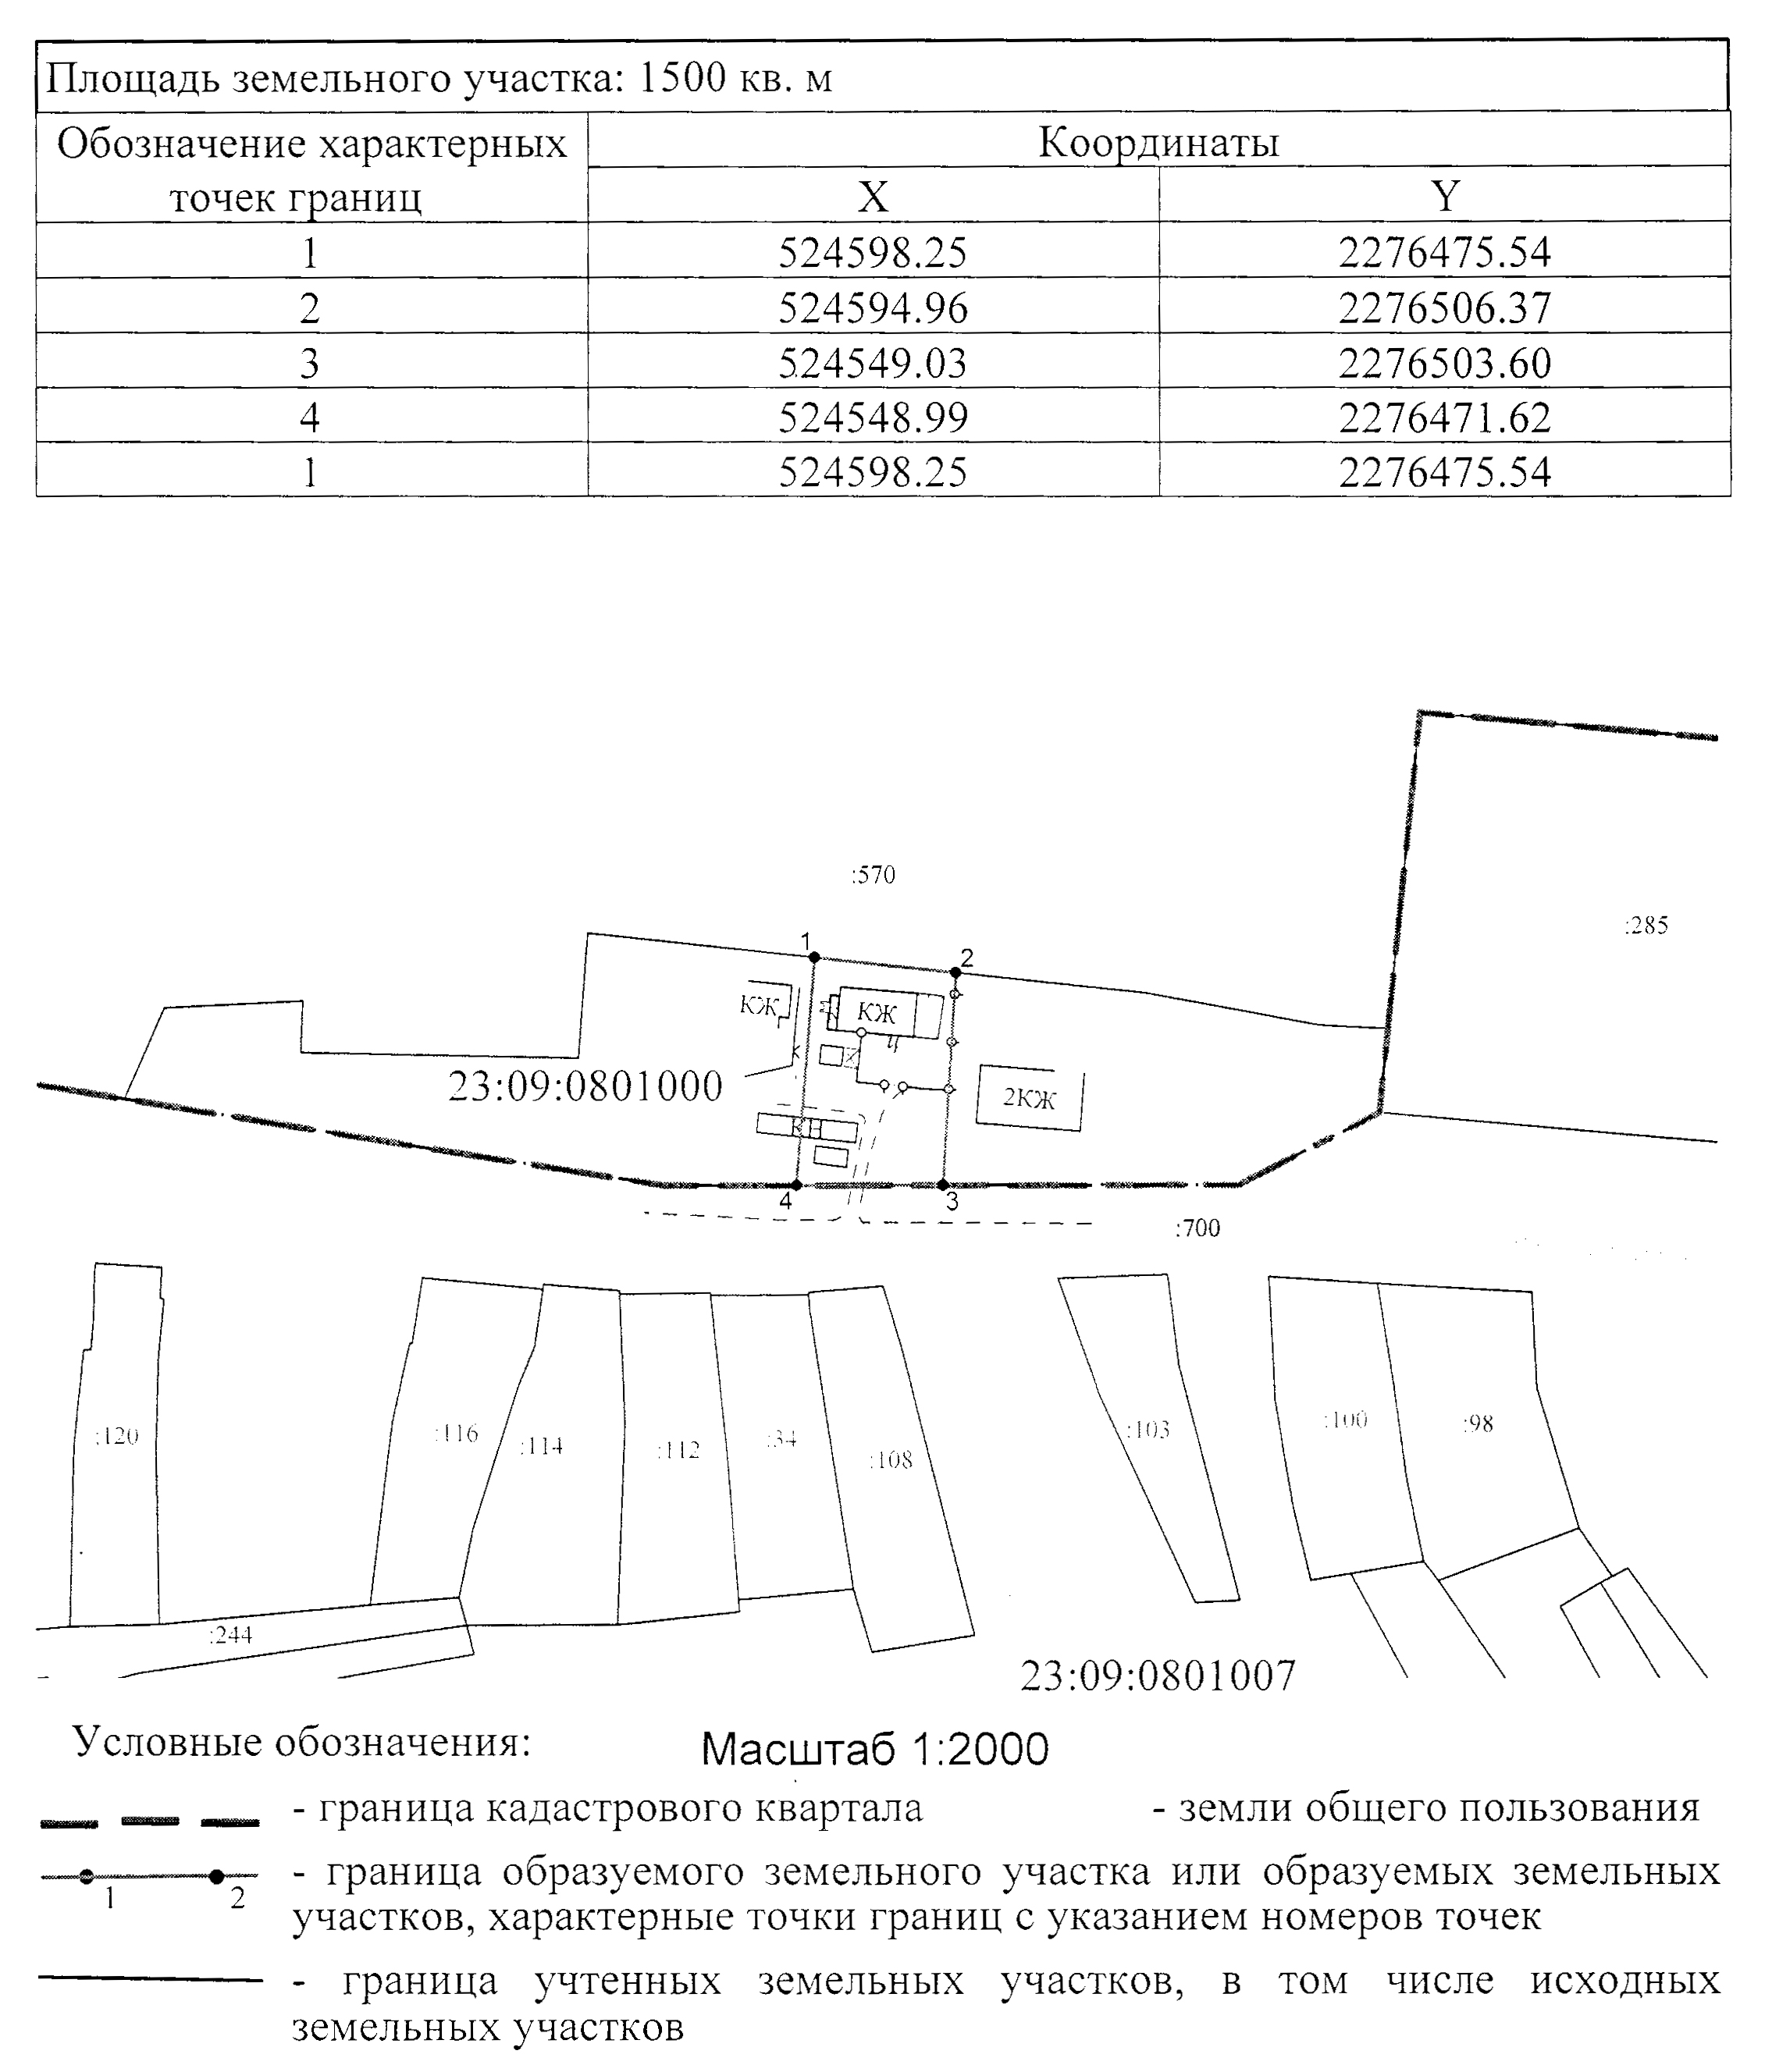 Площадь земельного участка: 1500 кв. м
Обозначение характерных
точек границ
Координаты
X
Y
1
524598.25
2276475.54
2
524594.96
2276506.37
3
524549.03
2276503.60
4
524548.99
2276471.62
1
524598.25
2276475.54
:570
:285
1
2
КЖ
КЖ
23:09:0801000
2КЖ
4
3
:700
:120
:116
:114
:112
:34
:108
:103
:100
:98
:244
23:09:0801007
Условные обозначения:
Масштаб 1:2000
- граница кадастрового квартала
- земли общего пользования
- граница образуемого земельного участка или образуемых земельных
1
2
участков, характерные точки границ с указанием номеров точек
- граница учтенных земельных участков, в том числе исходных
земельных участков